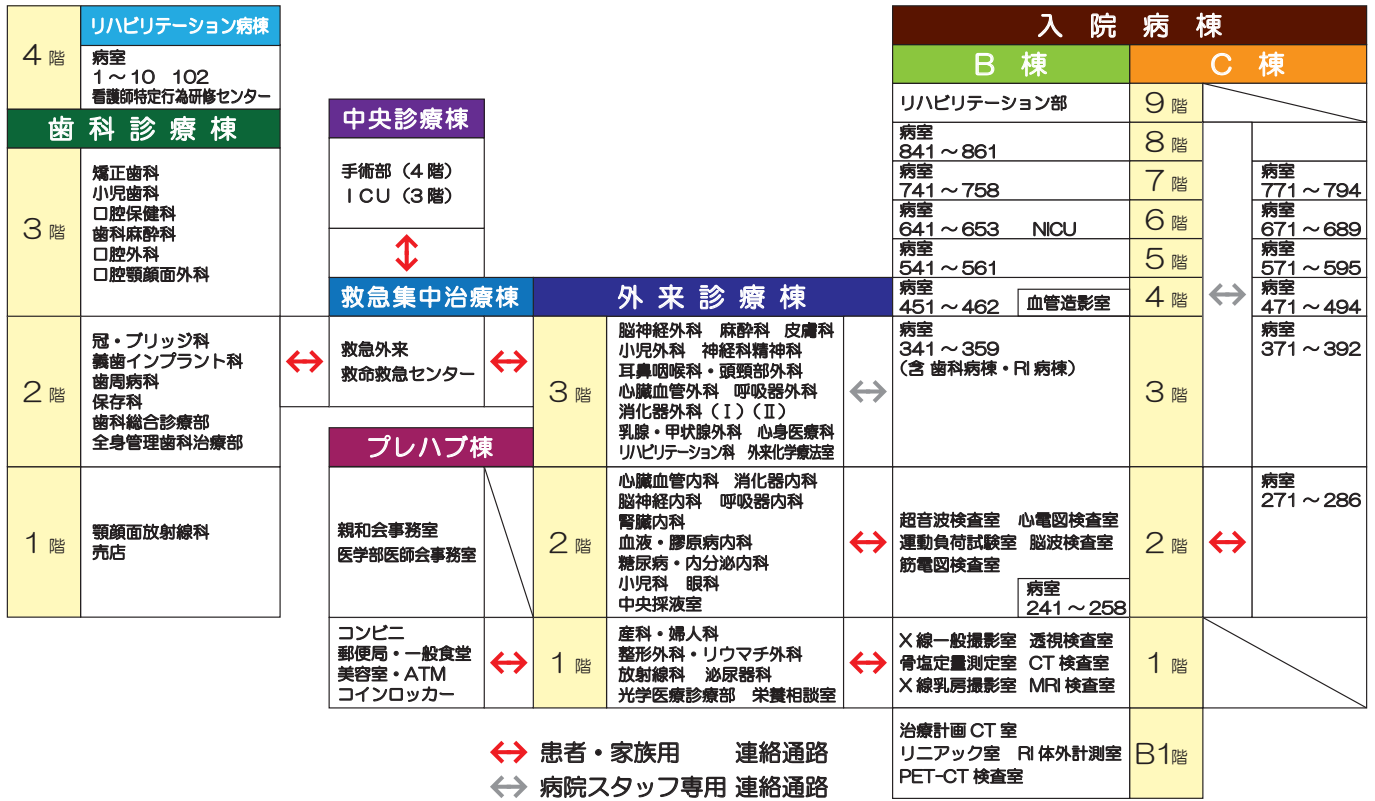 4 階
リハビリテーション病棟
病室
1～10 102
看護師特定行為研修センター
歯科診療棟
3 階
矯正歯科
小児歯科
口腔保健科
歯科麻酔科
口腔外科
口腔顎顔面外科
2 階
冠・ブリッジ科
義歯インプラント科
歯周病科
保存科
歯科総合診療部
全身管理歯科治療部
1 階
顎顔面放射線科
売店
中央診療棟
手術部（4 階）
ＩＣＵ（3 階）
救急集中治療棟
救急外来
救命救急センター
プレハブ棟
親和会事務室
医学部医師会事務室
コンビニ
郵便局・一般食堂
美容室・ATM
コインロッカー
外来診療棟
3 階
脳神経外科 麻酔科 皮膚科
小児外科 神経科精神科
耳鼻咽喉科・頭頸部外科
心臓血管外科 呼吸器外科
消化器外科（Ⅰ）（Ⅱ）
乳腺・甲状腺外科 心身医療科
リハビリテーション科 外来化学療法室
2 階
心臓血管内科 消化器内科
脳神経内科 呼吸器内科
腎臓内科
血液・膠原病内科
糖尿病・内分泌内科
小児科 眼科
中央採液室
1 階
産科・婦人科
整形外科・リウマチ外科
放射線科 泌尿器科
光学医療診療部 栄養相談室
入院病棟
B 棟
C 棟
リハビリテーション部
9 階
病室
841～861
8 階
病室
741～758
7 階
病室
771～794
病室
641～653 NICU
6 階
病室
671～689
病室
541～561
5 階
病室
571～595
病室
451～462
血管造影室
4 階
病室
471～494
病室
341～359
（含 歯科病棟・RI 病棟）
3 階
病室
371～392
超音波検査室 心電図検査室
運動負荷試験室 脳波検査室
筋電図検査室
病室
241～258
2 階
病室
271～286
X 線一般撮影室 透視検査室
骨塩定量測定室 CT 検査室
X 線乳房撮影室 MRI 検査室
1 階
治療計画 CT 室
リニアック室 RI 体外計測室
PET-CT 検査室
B1階
患者・家族用 連絡通路
病院スタッフ専用 連絡通路